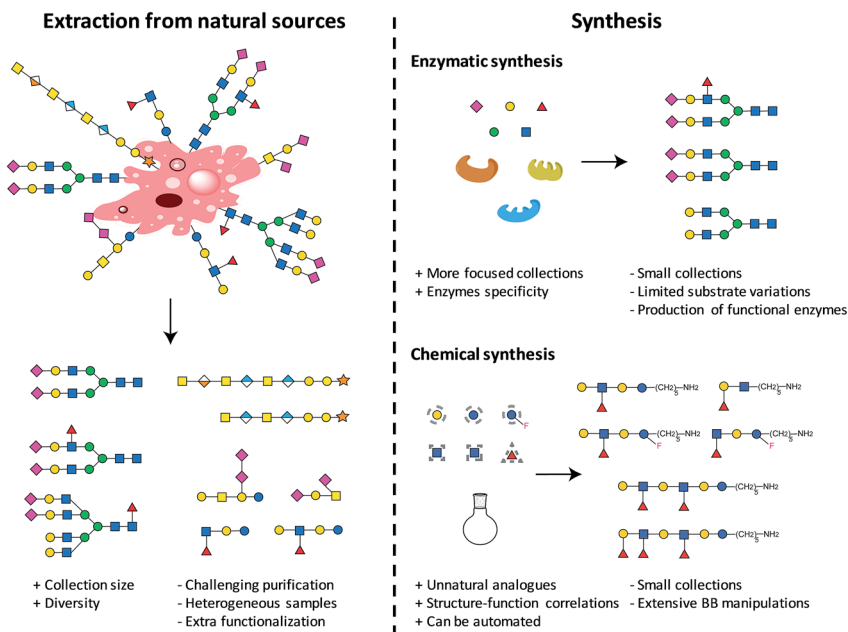 Extraction from natural sources
+ Collection size
+ Diversity
- Challenging purification
- Heterogeneous samples
- Extra functionalization
Synthesis
Enzymatic synthesis
+ More focused collections
+ Enzymes specificity
- Small collections
- Limited substrate variations
- Production of functional enzymes
Chemical synthesis
F
(CH2)5 NH2
(CH2)5 NH2
(CH2)5 NH2
F
(CH2)5 NH2
F
(CH2)5 NH2
(CH2)5 NH2
+ Unnatural analogues
+ Structure-function correlations
+ Can be automated
- Small collections
- Extensive BB manipulations